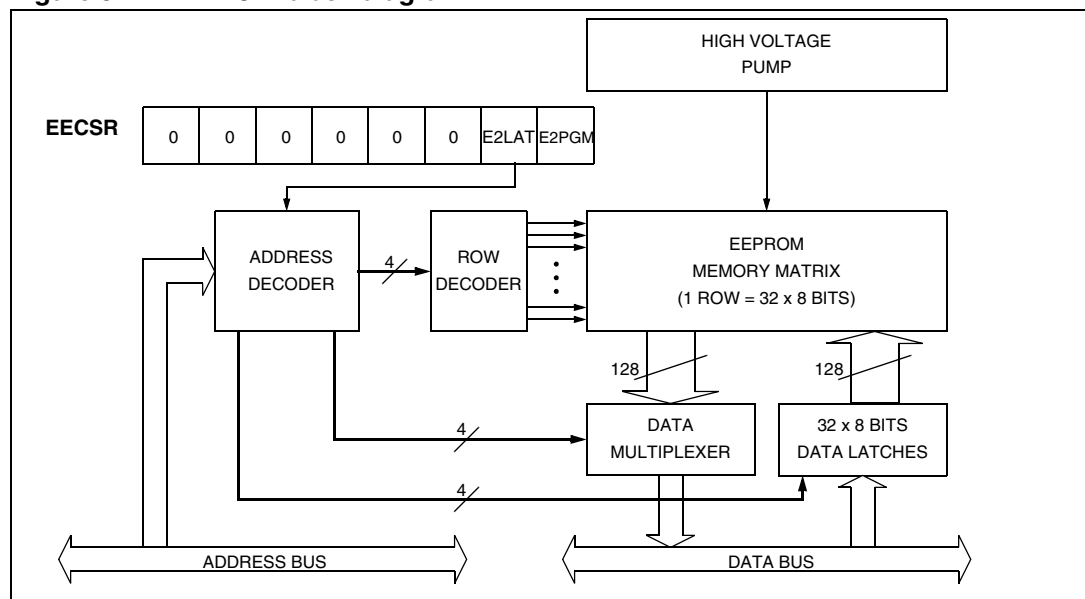 HIGH VOLTAGE
PUMP
EECSR
0 0 0 0 0 0 E2LAT E2PGM
ADDRESS
DECODER
4
ROW
DECODER
EEPROM
MEMORY MATRIX
(1 ROW = 32 x 8 BITS)
128
128
4
DATA
MULTIPLEXER
32 x 8 BITS
DATA LATCHES
4
ADDRESS BUS
DATA BUS